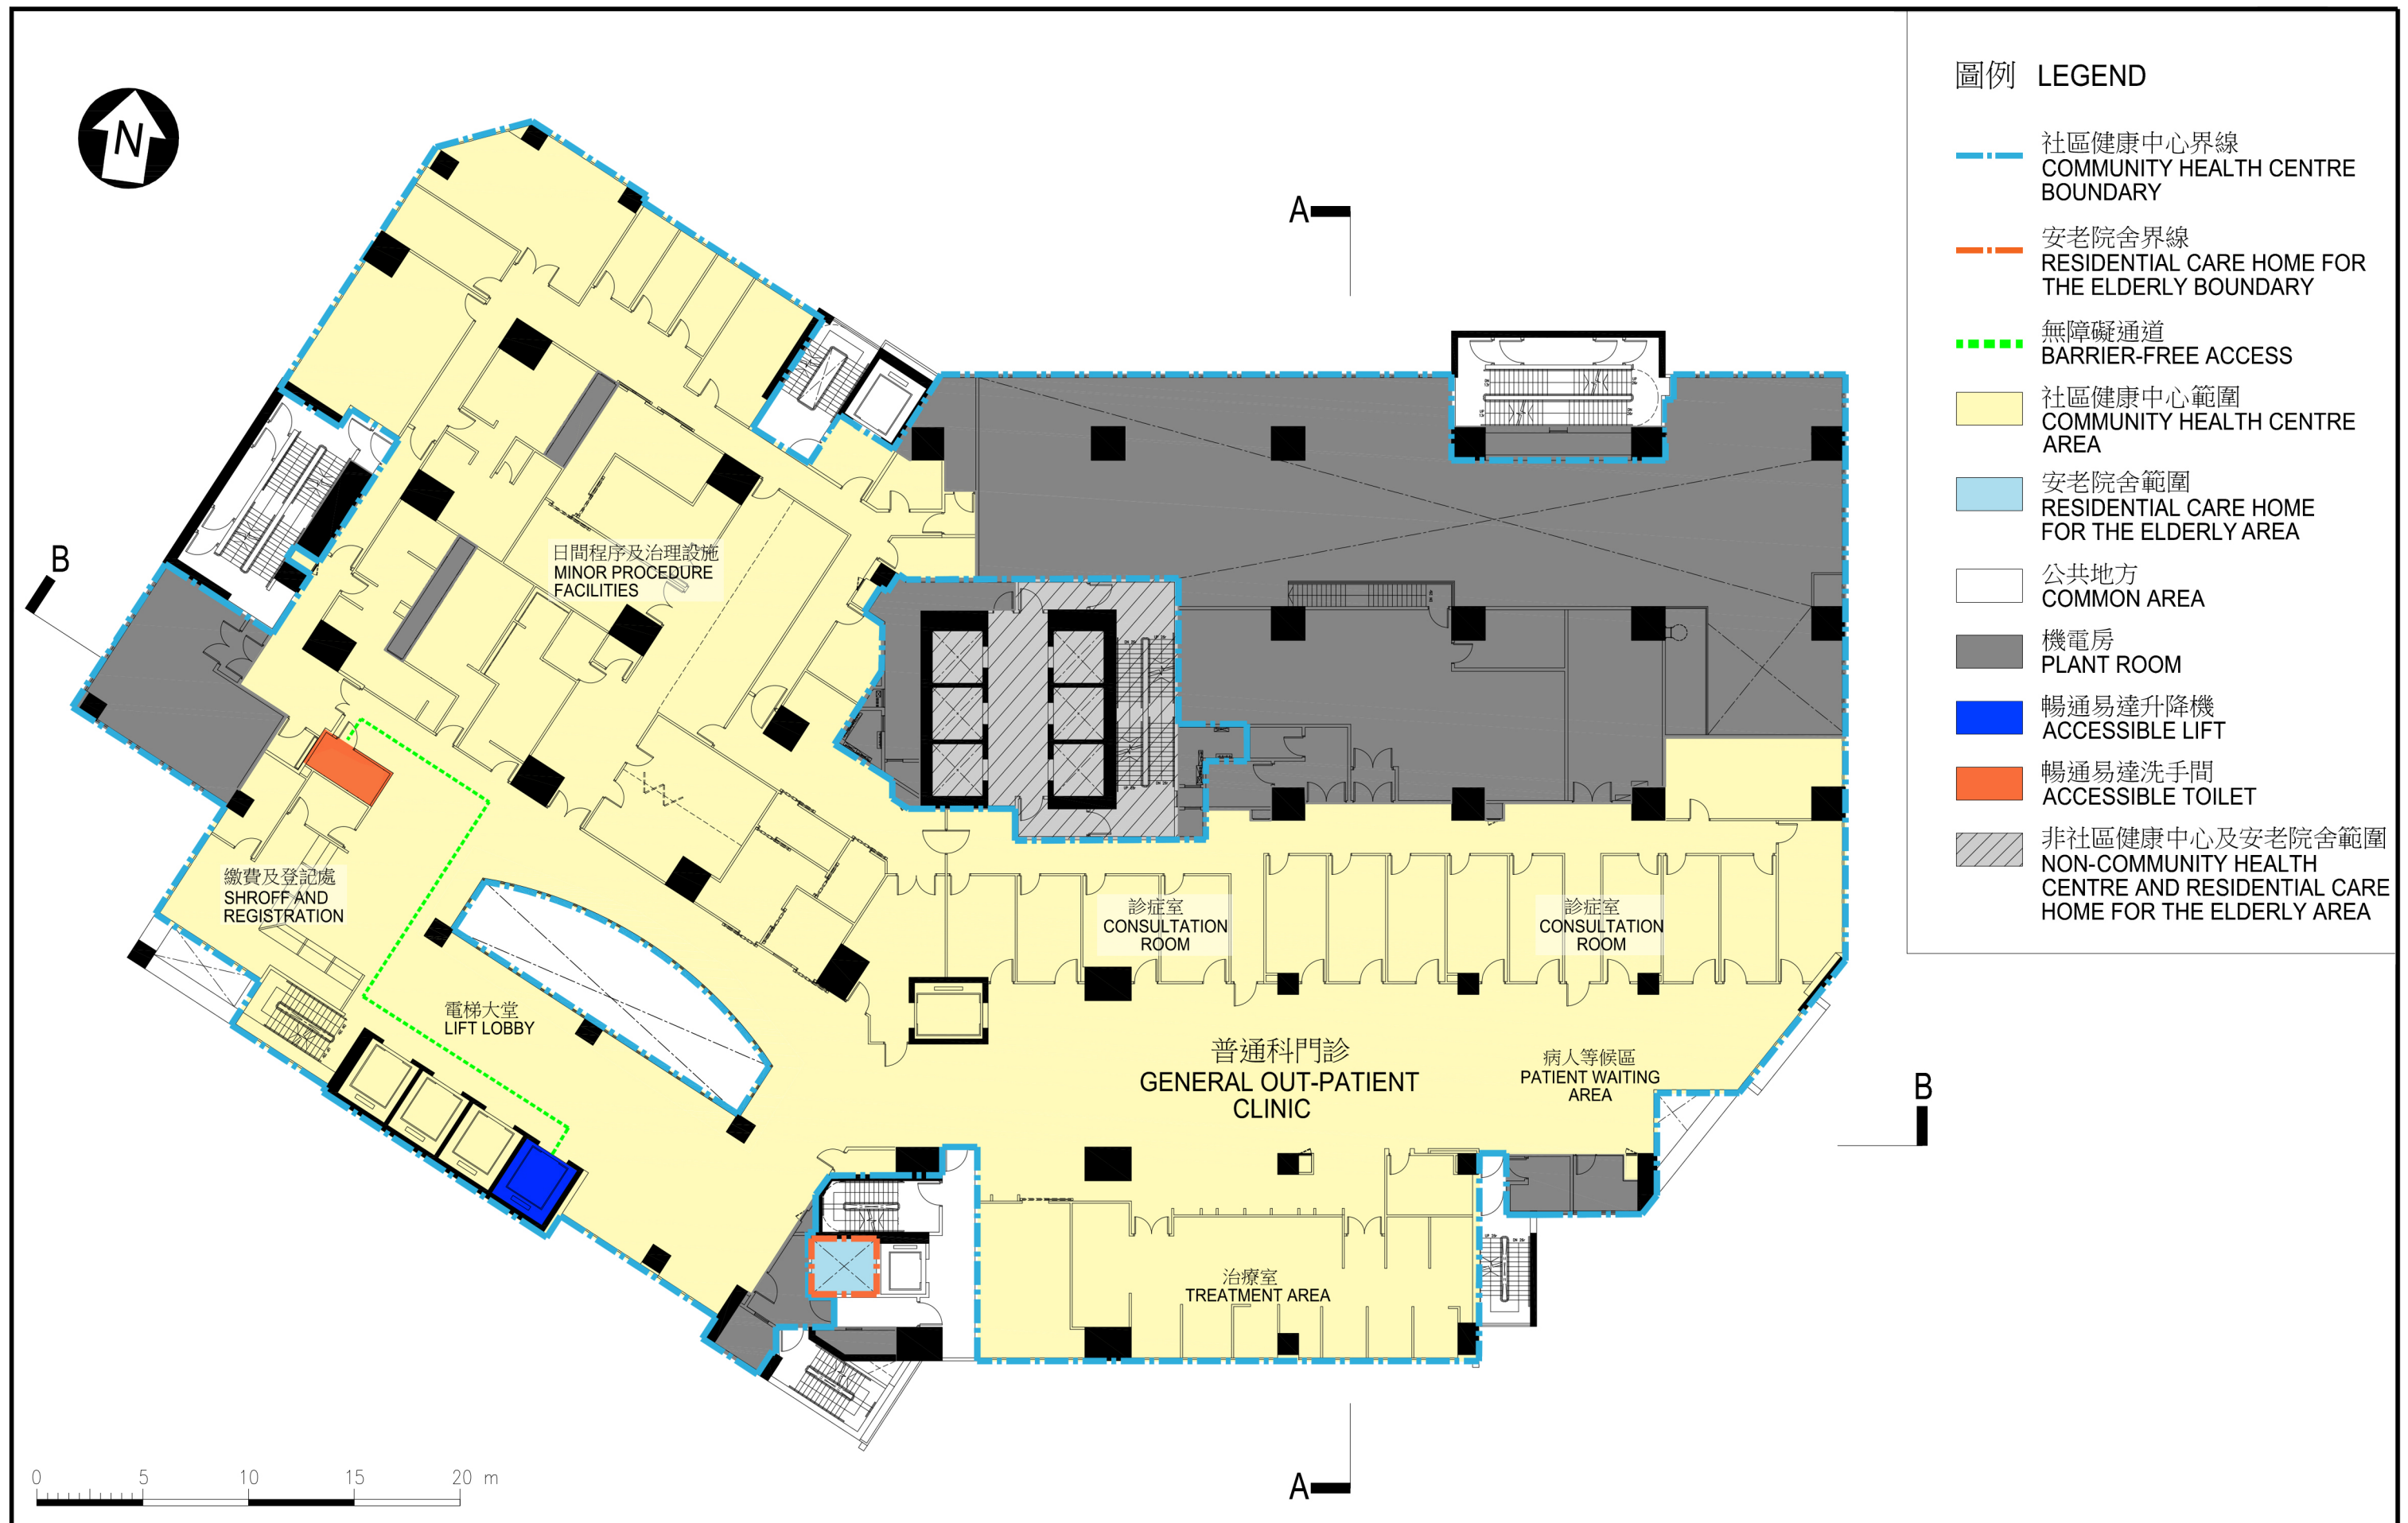 圖例 LEGEND
社區健康中心界線
COMMUNITY HEALTH CENTRE
BOUNDARY
安老院舍界線
RESIDENTIAL CARE HOME FOR
THE ELDERLY BOUNDARY
無障礙通道
BARRIER-FREE ACCESS
社區健康中心範圍
COMMUNITY HEALTH CENTRE
AREA
安老院舍範圍
RESIDENTIAL CARE HOME
FOR THE ELDERLY AREA
公共地方
COMMON AREA
機電房
PLANT ROOM
暢通易達升降機
ACCESSIBLE LIFT
暢通易達洗手間
ACCESSIBLE TOILET
非社區健康中心及安老院舍範圍
NON-COMMUNITY HEALTH
CENTRE AND RESIDENTIAL CARE
HOME FOR THE ELDERLY AREA
N
A
B
日間程序及治理設施
MINOR PROCEDURE
FACILITIES
繳費及登記處
SHROFF AND
REGISTRATION
電梯大堂
LIFT LOBBY
診症室
CONSULTATION
ROOM
診症室
CONSULTATION
ROOM
普通科門診
GENERAL OUT-PATIENT
CLINIC
病人等候區
PATIENT WAITING
AREA
治療室
TREATMENT AREA
B
A
0 5 10 15 20 m